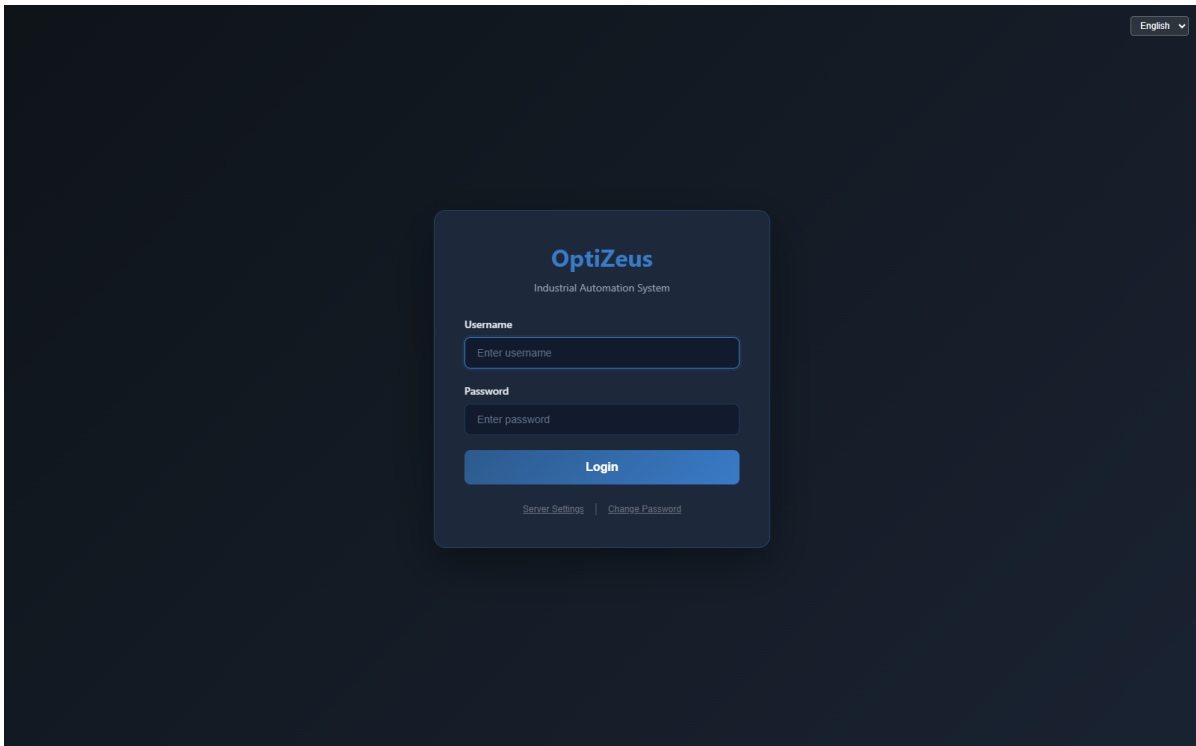 English
OptiZeus
Industrial Automation System
Username
Enter username
Password
Enter password
Login
Server Settings | Change Password